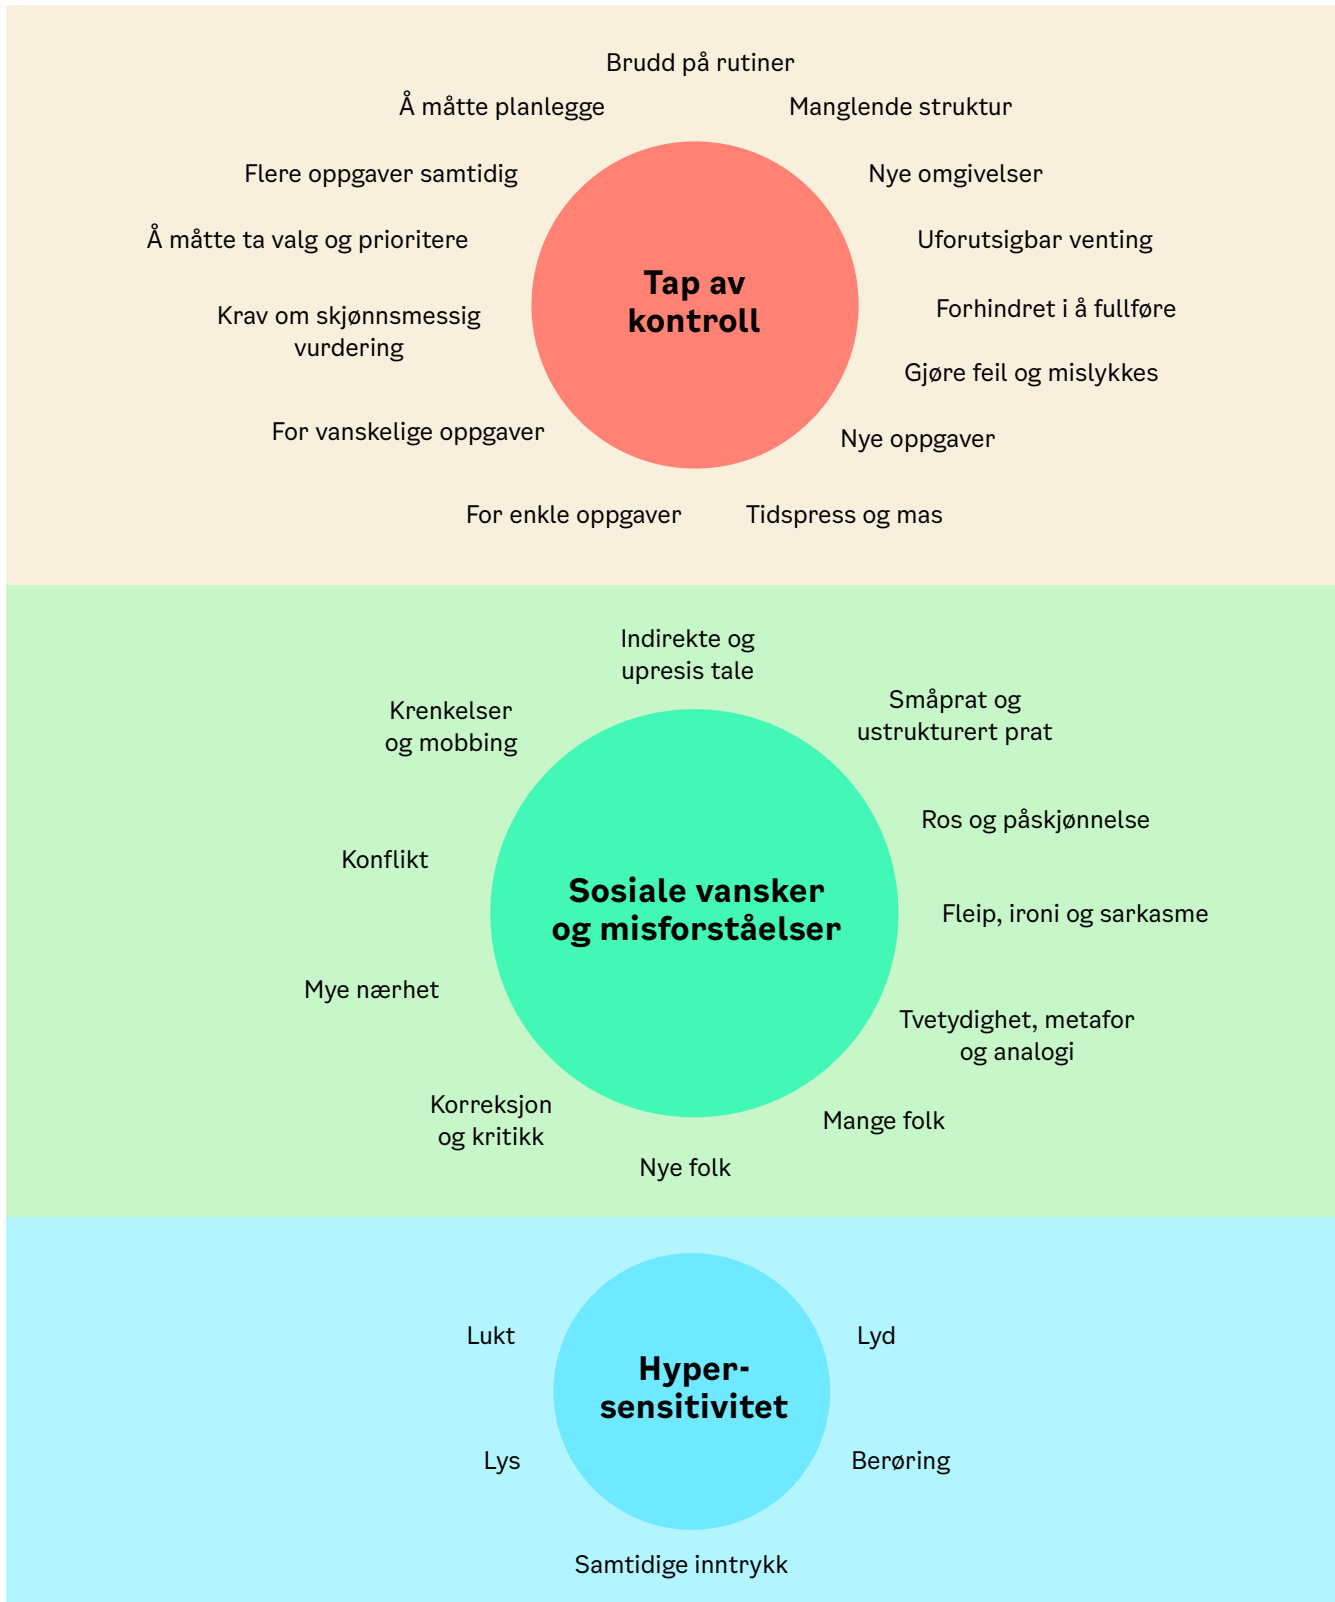 Brudd på rutiner
Å måtte planlegge
Manglende struktur
Flere oppgaver samtidig
Nye omgivelser
Å måtte ta valg og prioritere
Uforutsigbar venting
Tap av
kontroll
Forhindret i å fullføre
Krav om skjønnsmessig
vurdering
Gjøre feil og mislykkes
For vanskelige oppgaver
Nye oppgaver
For enkle oppgaver
Tidspress og mas
Indirekte og
upresis tale
Krenkelser
og mobbing
Småprat og
ustrukturert prat
Ros og påskjønnelse
Konflikt
Sosiale vansker
og misforståelser
Fleip, ironi og sarkasme
Mye nærhet
Tvetydighet, metafor
og analogi
Korreksjon
og kritikk
Mange folk
Nye folk
Lukt
Lyd
Hyper-
sensitivitet
Lys
Berøring
Samtidige inntrykk